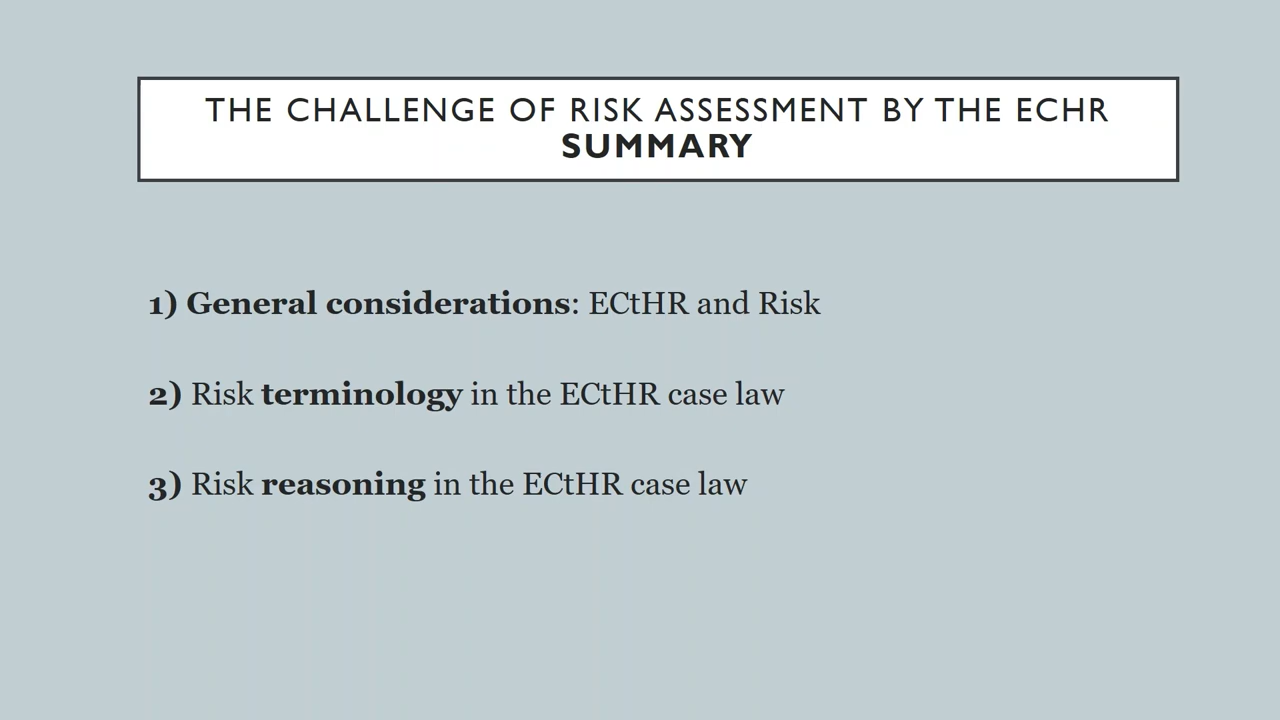 THE CHALLENGE OF RISK ASSESSMENT BY THE ECHR
SUMMARY
1) General considerations: ECtHR and Risk
2) Risk terminology in the ECtHR case law
3) Risk reasoning in the ECtHR case law